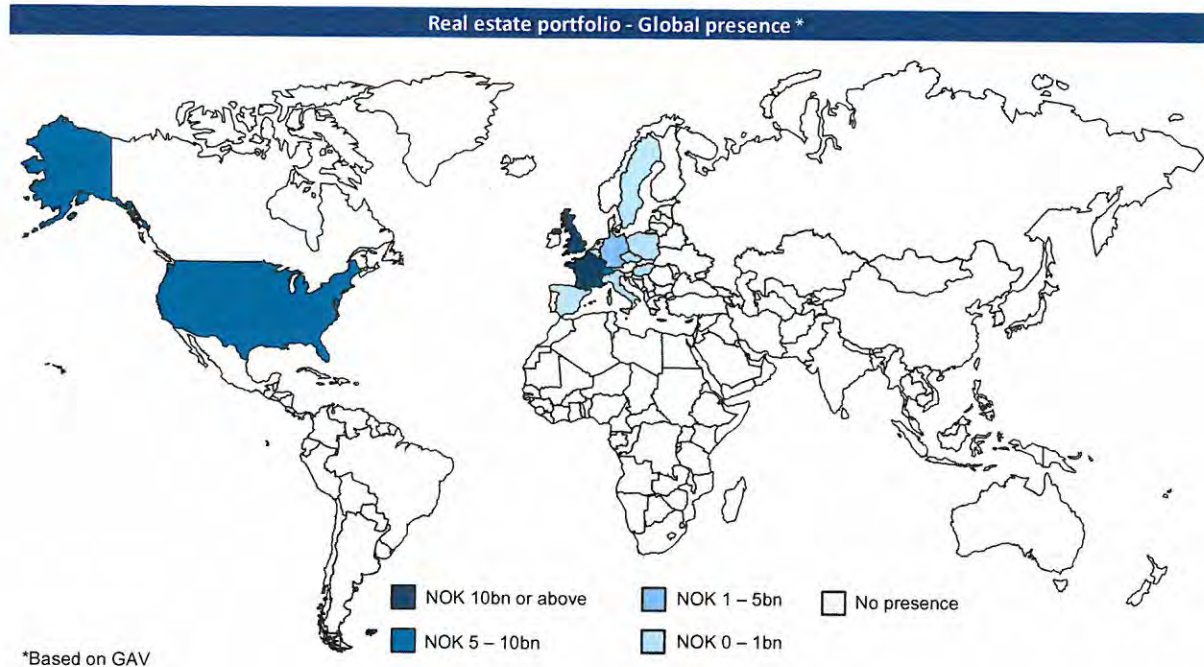 Real estate portfolio - Global presence *
NOK 10bn or above
NOK 1 – 5bn
No presence
NOK 5 – 10bn
NOK 0 – 1bn
*Based on GAV